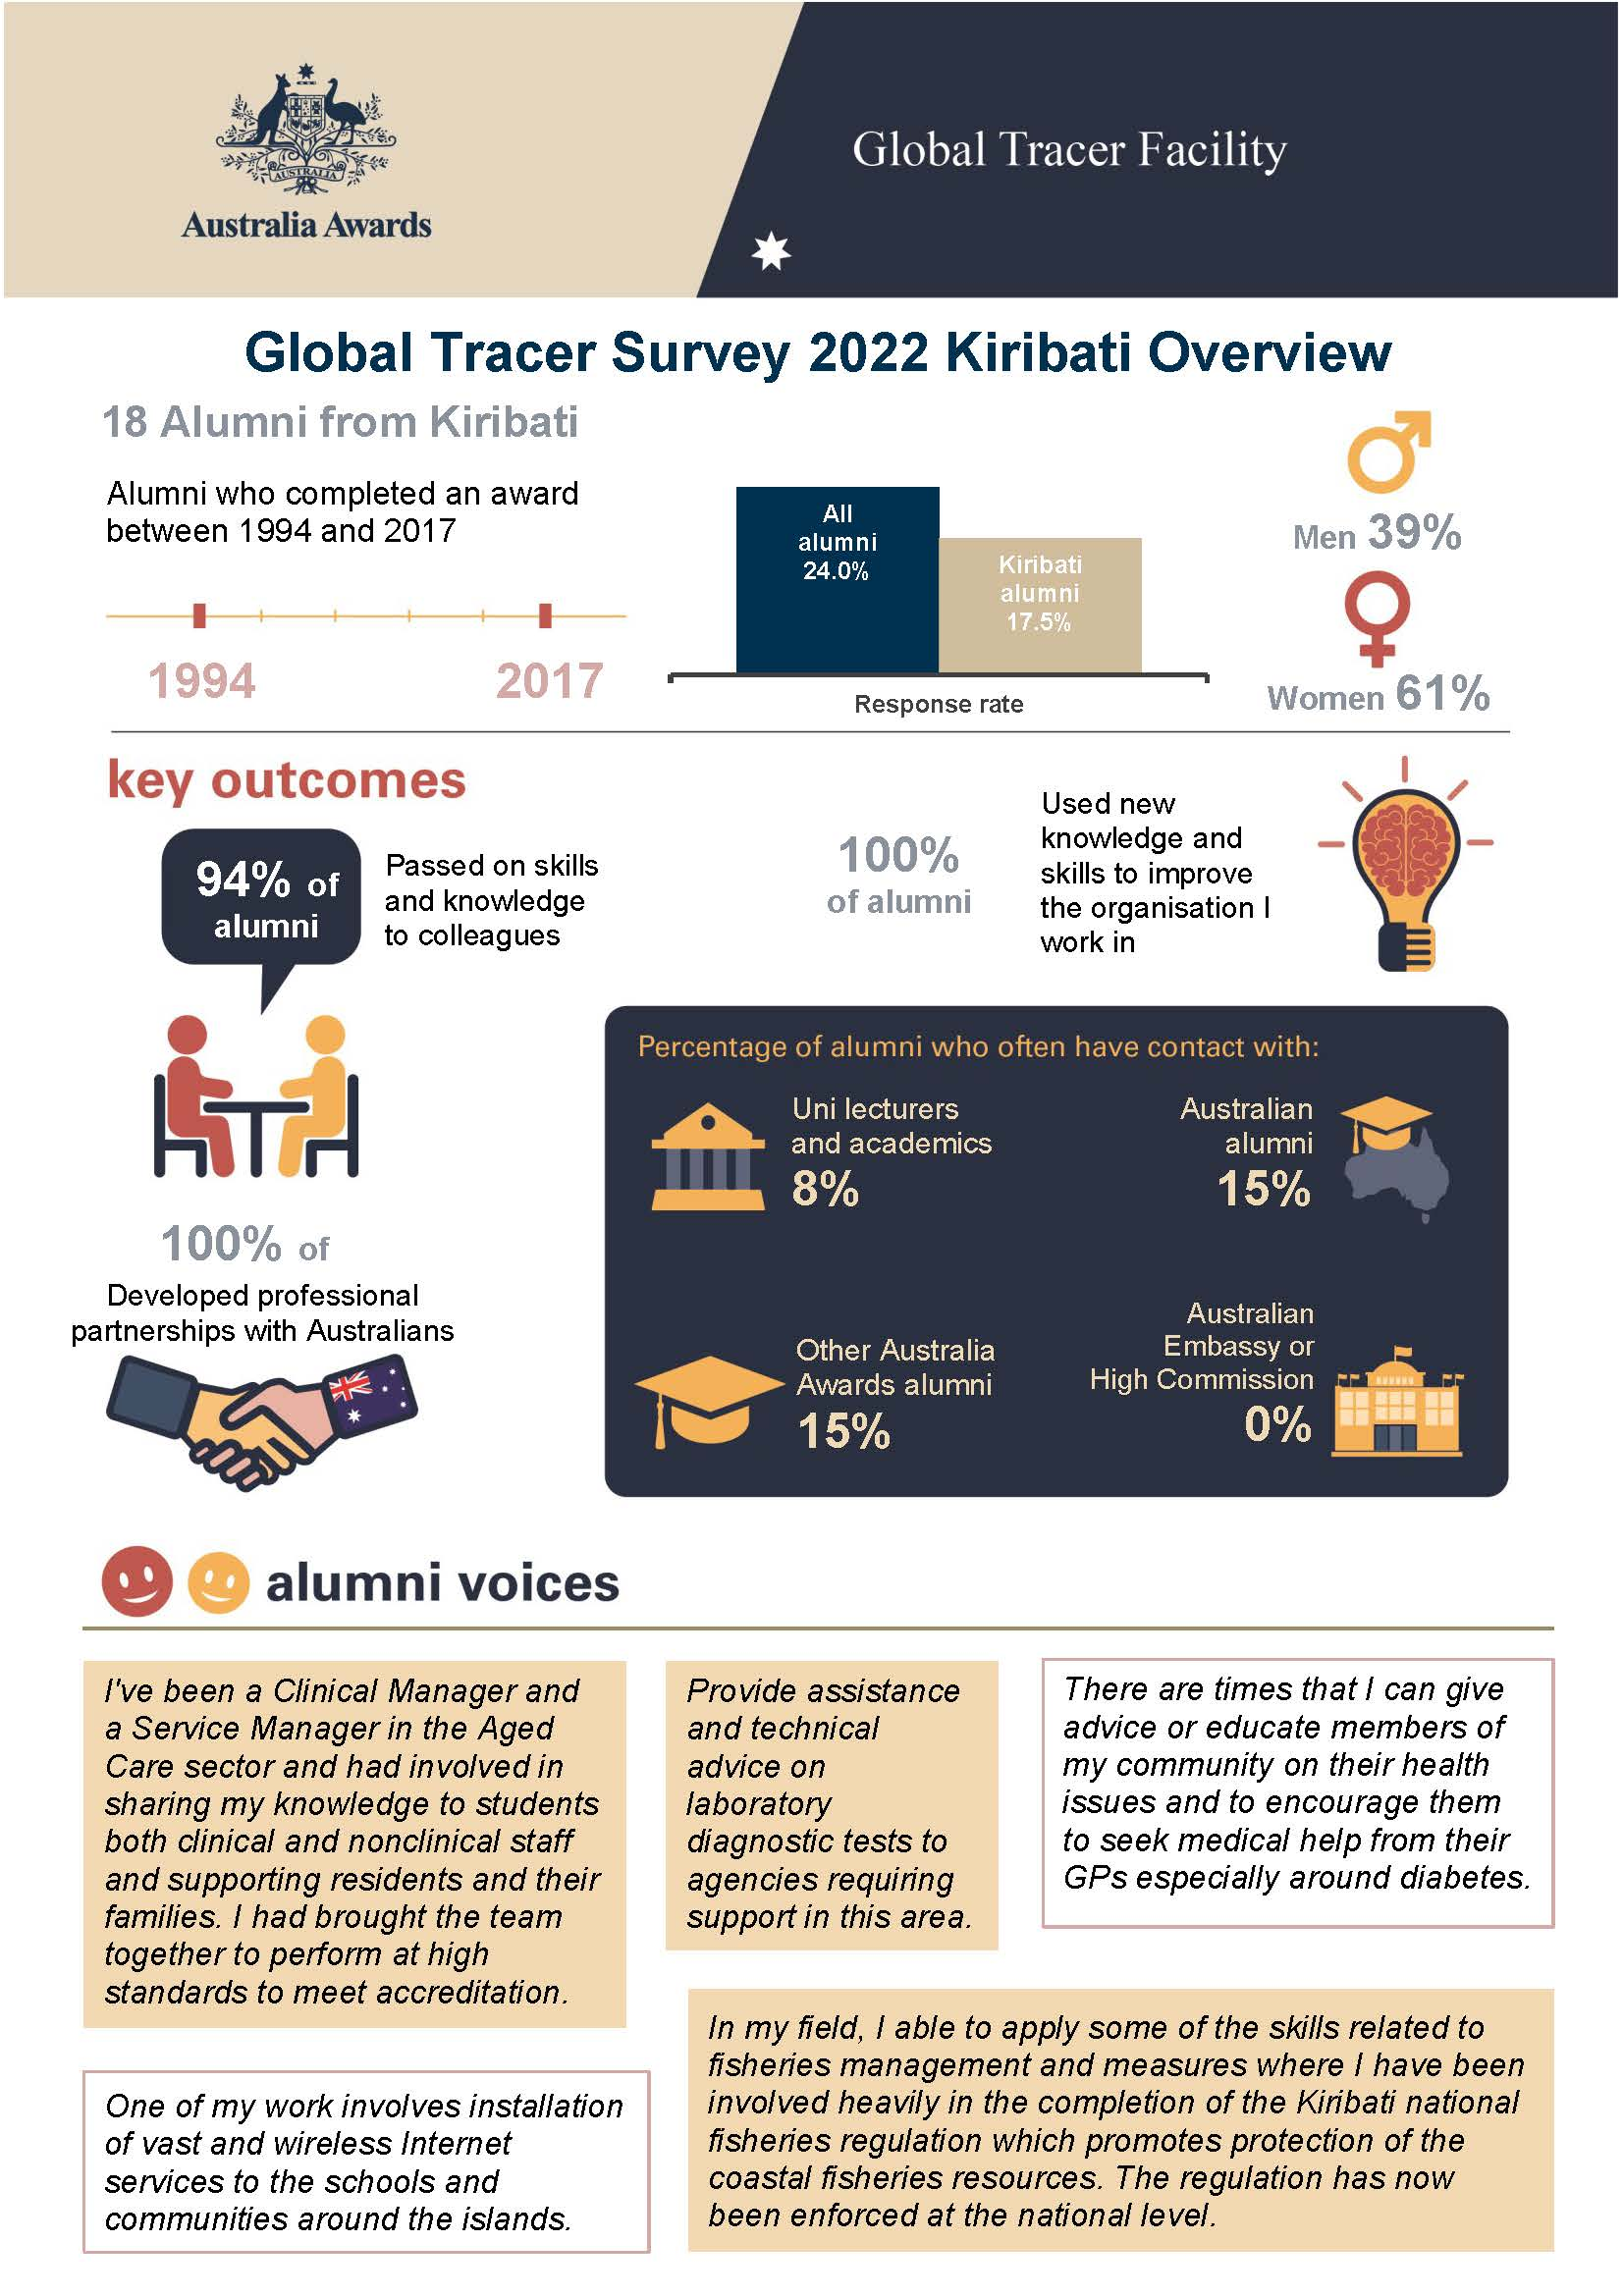 AUSTRALIA
Australia Awards
Global Tracer Facility
Global Tracer Survey 2022 Kiribati Overview
18 Alumni from Kiribati
Alumni who completed an award
between 1994 and 2017
1994
2017
All
alumni
24.0%
Kiribati
alumni
17.5%
Response rate
Men 39%
Women 61%
key outcomes
94% of
alumni
Passed on skills
and knowledge
to colleagues
100%
of alumni
Used new
knowledge and
skills to improve
the organisation I
work in
100% of
Developed professional
partnerships with Australians
Percentage of alumni who often have contact with:
Uni lecturers
and academics
8%
Australian
alumni
15%
Other Australia
Awards alumni
15%
Australian
Embassy or
High Commission
0%
alumni voices
I've been a Clinical Manager and
a Service Manager in the Aged
Care sector and had involved in
sharing my knowledge to students
both clinical and nonclinical staff
and supporting residents and their
families. I had brought the team
together to perform at high
standards to meet accreditation.
Provide assistance
and technical
advice on
laboratory
diagnostic tests to
agencies requiring
support in this area.
There are times that I can give
advice or educate members of
my community on their health
issues and to encourage them
to seek medical help from their
GPs especially around diabetes.
One of my work involves installation
of vast and wireless Internet
services to the schools and
communities around the islands.
In my field, I able to apply some of the skills related to
fisheries management and measures where I have been
involved heavily in the completion of the Kiribati national
fisheries regulation which promotes protection of the
coastal fisheries resources. The regulation has now
been enforced at the national level.